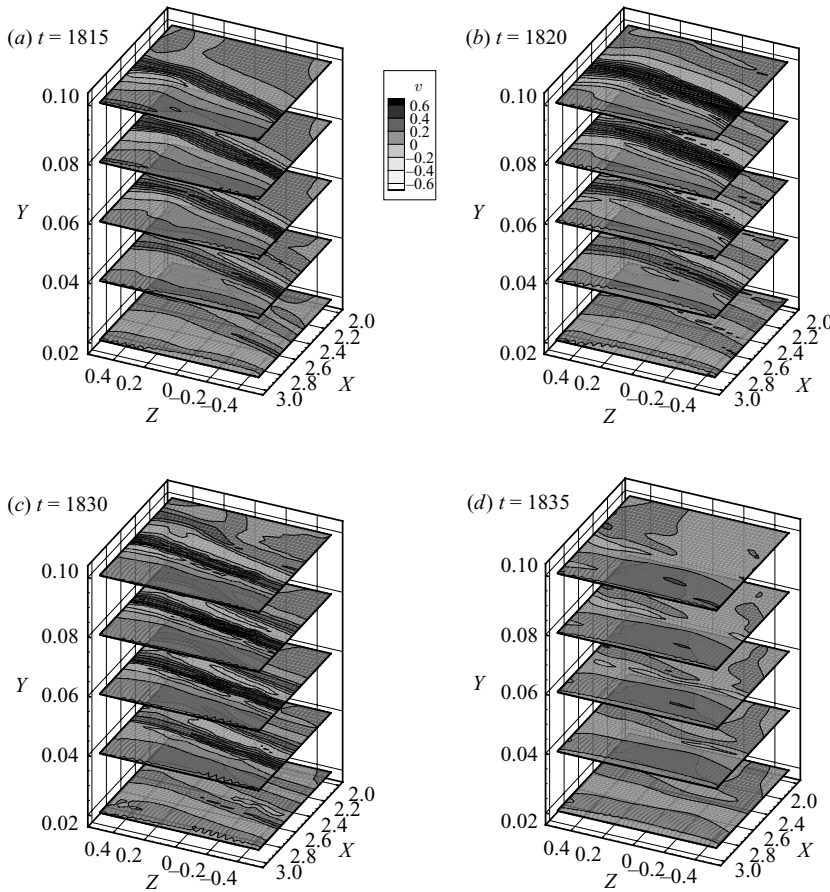 (a) t = 1815
(b) t = 1820
v
0.6
0.4
0.2
0
–0.2
–0.4
–0.6
0.10
0.08
Y
0.06
0.04
0.02
0.4 0.2 0 –0.2 –0.4
Z
3.0 2.8 2.6 2.4 2.2 2.0
X
0.10
0.08
Y
0.06
0.04
0.02
0.4 0.2 0 –0.2 –0.4
Z
3.0 2.8 2.6 2.4 2.2 2.0
X
(c) t = 1830
(d) t = 1835
0.10
0.08
Y
0.06
0.04
0.02
0.4 0.2 0 –0.2 –0.4
Z
3.0 2.8 2.6 2.4 2.2 2.0
X
0.10
0.08
Y
0.06
0.04
0.02
0.4 0.2 0 –0.2 –0.4
Z
3.0 2.8 2.6 2.4 2.2 2.0
X